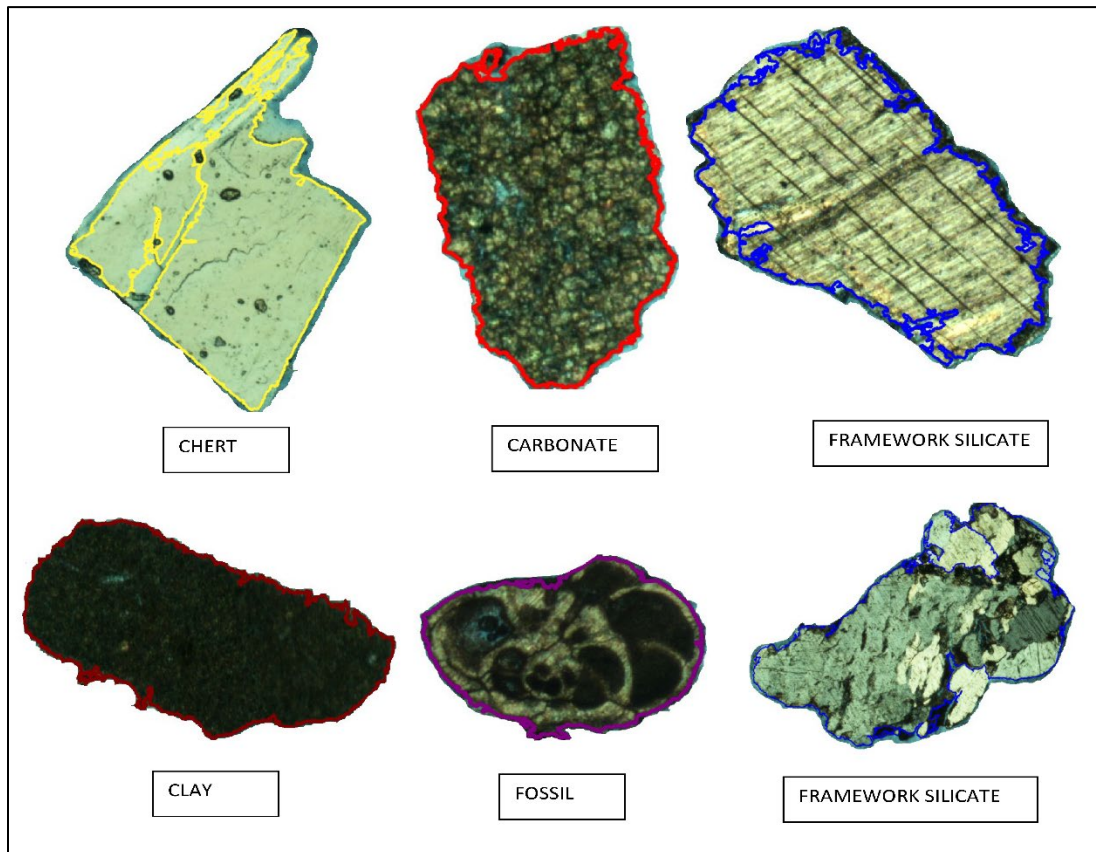 CHERT
CARBONATE
FRAMEWORK SILICATE
CLAY
FOSSIL
FRAMEWORK SILICATE